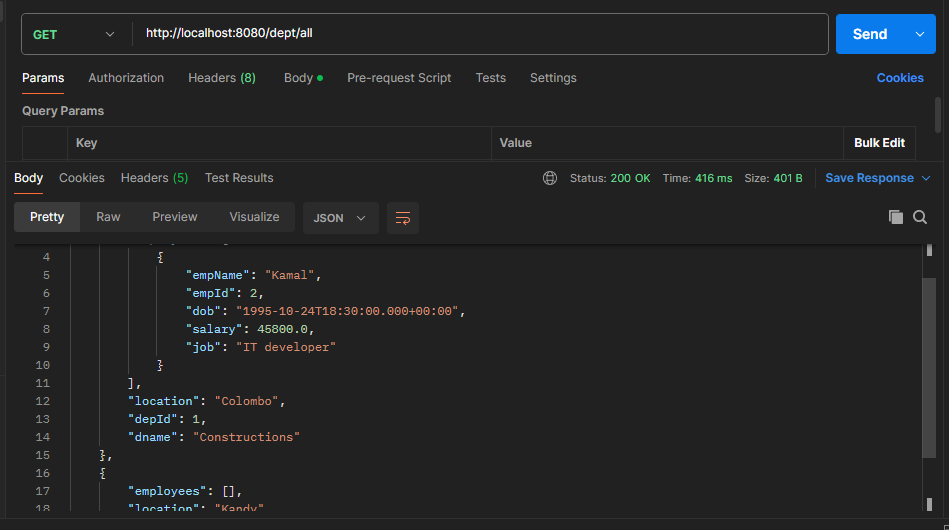 GET http://localhost:8080/dept/all Send
Params Authorization Headers (8) Body Pre-request Script Tests Settings Cookies
Query Params
Key Value Bulk Edit
Body Cookies Headers (5) Test Results Status: 200 OK Time: 416 ms Size: 401 B Save Response
Pretty Raw Preview Visualize JSON
4 {
5 "empName": "Kamal",
6 "empId": 2,
7 "dob": "1995-10-24T18:30:00.000+00:00",
8 "salary": 45800.0,
9 "job": "IT developer"
10 }
11 ],
12 "location": "Colombo",
13 "depId": 1,
14 "dname": "Constructions"
15 },
16 {
17 "employees": [],
18 "location": "Kandy"